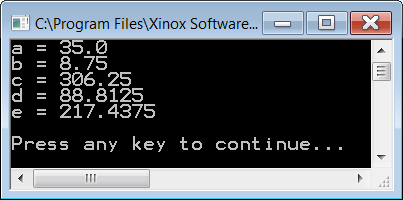 C:\Program Files\Xinox Software...
a = 35.0
b = 8.75
c = 306.25
d = 88.8125
e = 217.4375
Press any key to continue...